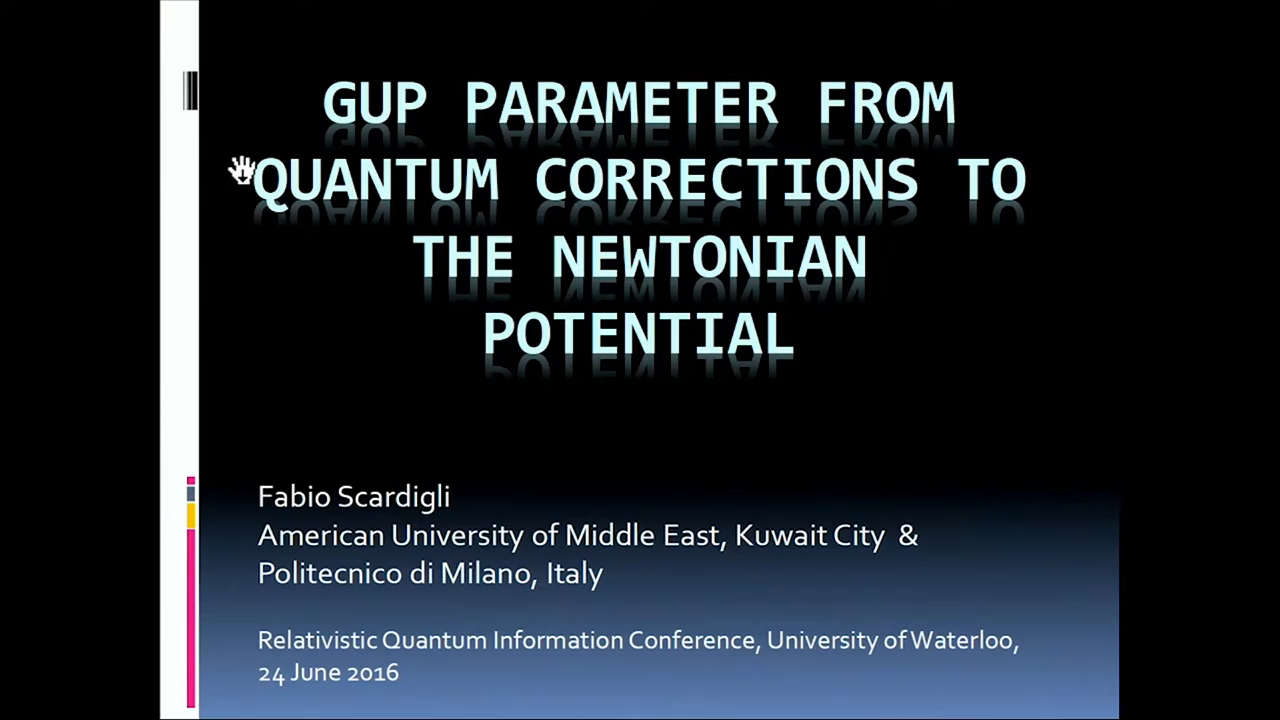 GUP PARAMETER FROM
QUANTUM CORRECTIONS TO
THE NEWTONIAN
POTENTIAL
Fabio Scardigli
American University of Middle East, Kuwait City &
Politecnico di Milano, Italy
Relativistic Quantum Information Conference, University of Waterloo,
24 June 2016